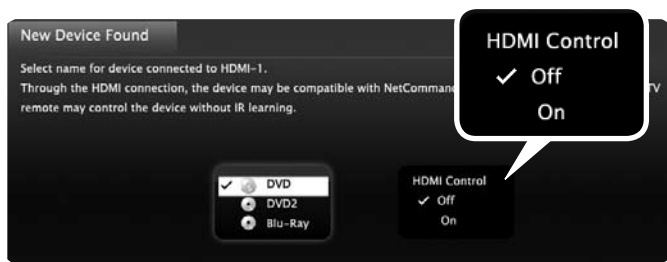 New Device Found
Select name for device connected to HDMI-1.
Through the HDMI connection, the device may be compatible with NetComman TV
remote may control the device without IR learning.
✓ DVD
DVD2
Blu-Ray
HDMI Control
✓ Off
On
HDMI Control
✓ Off
On